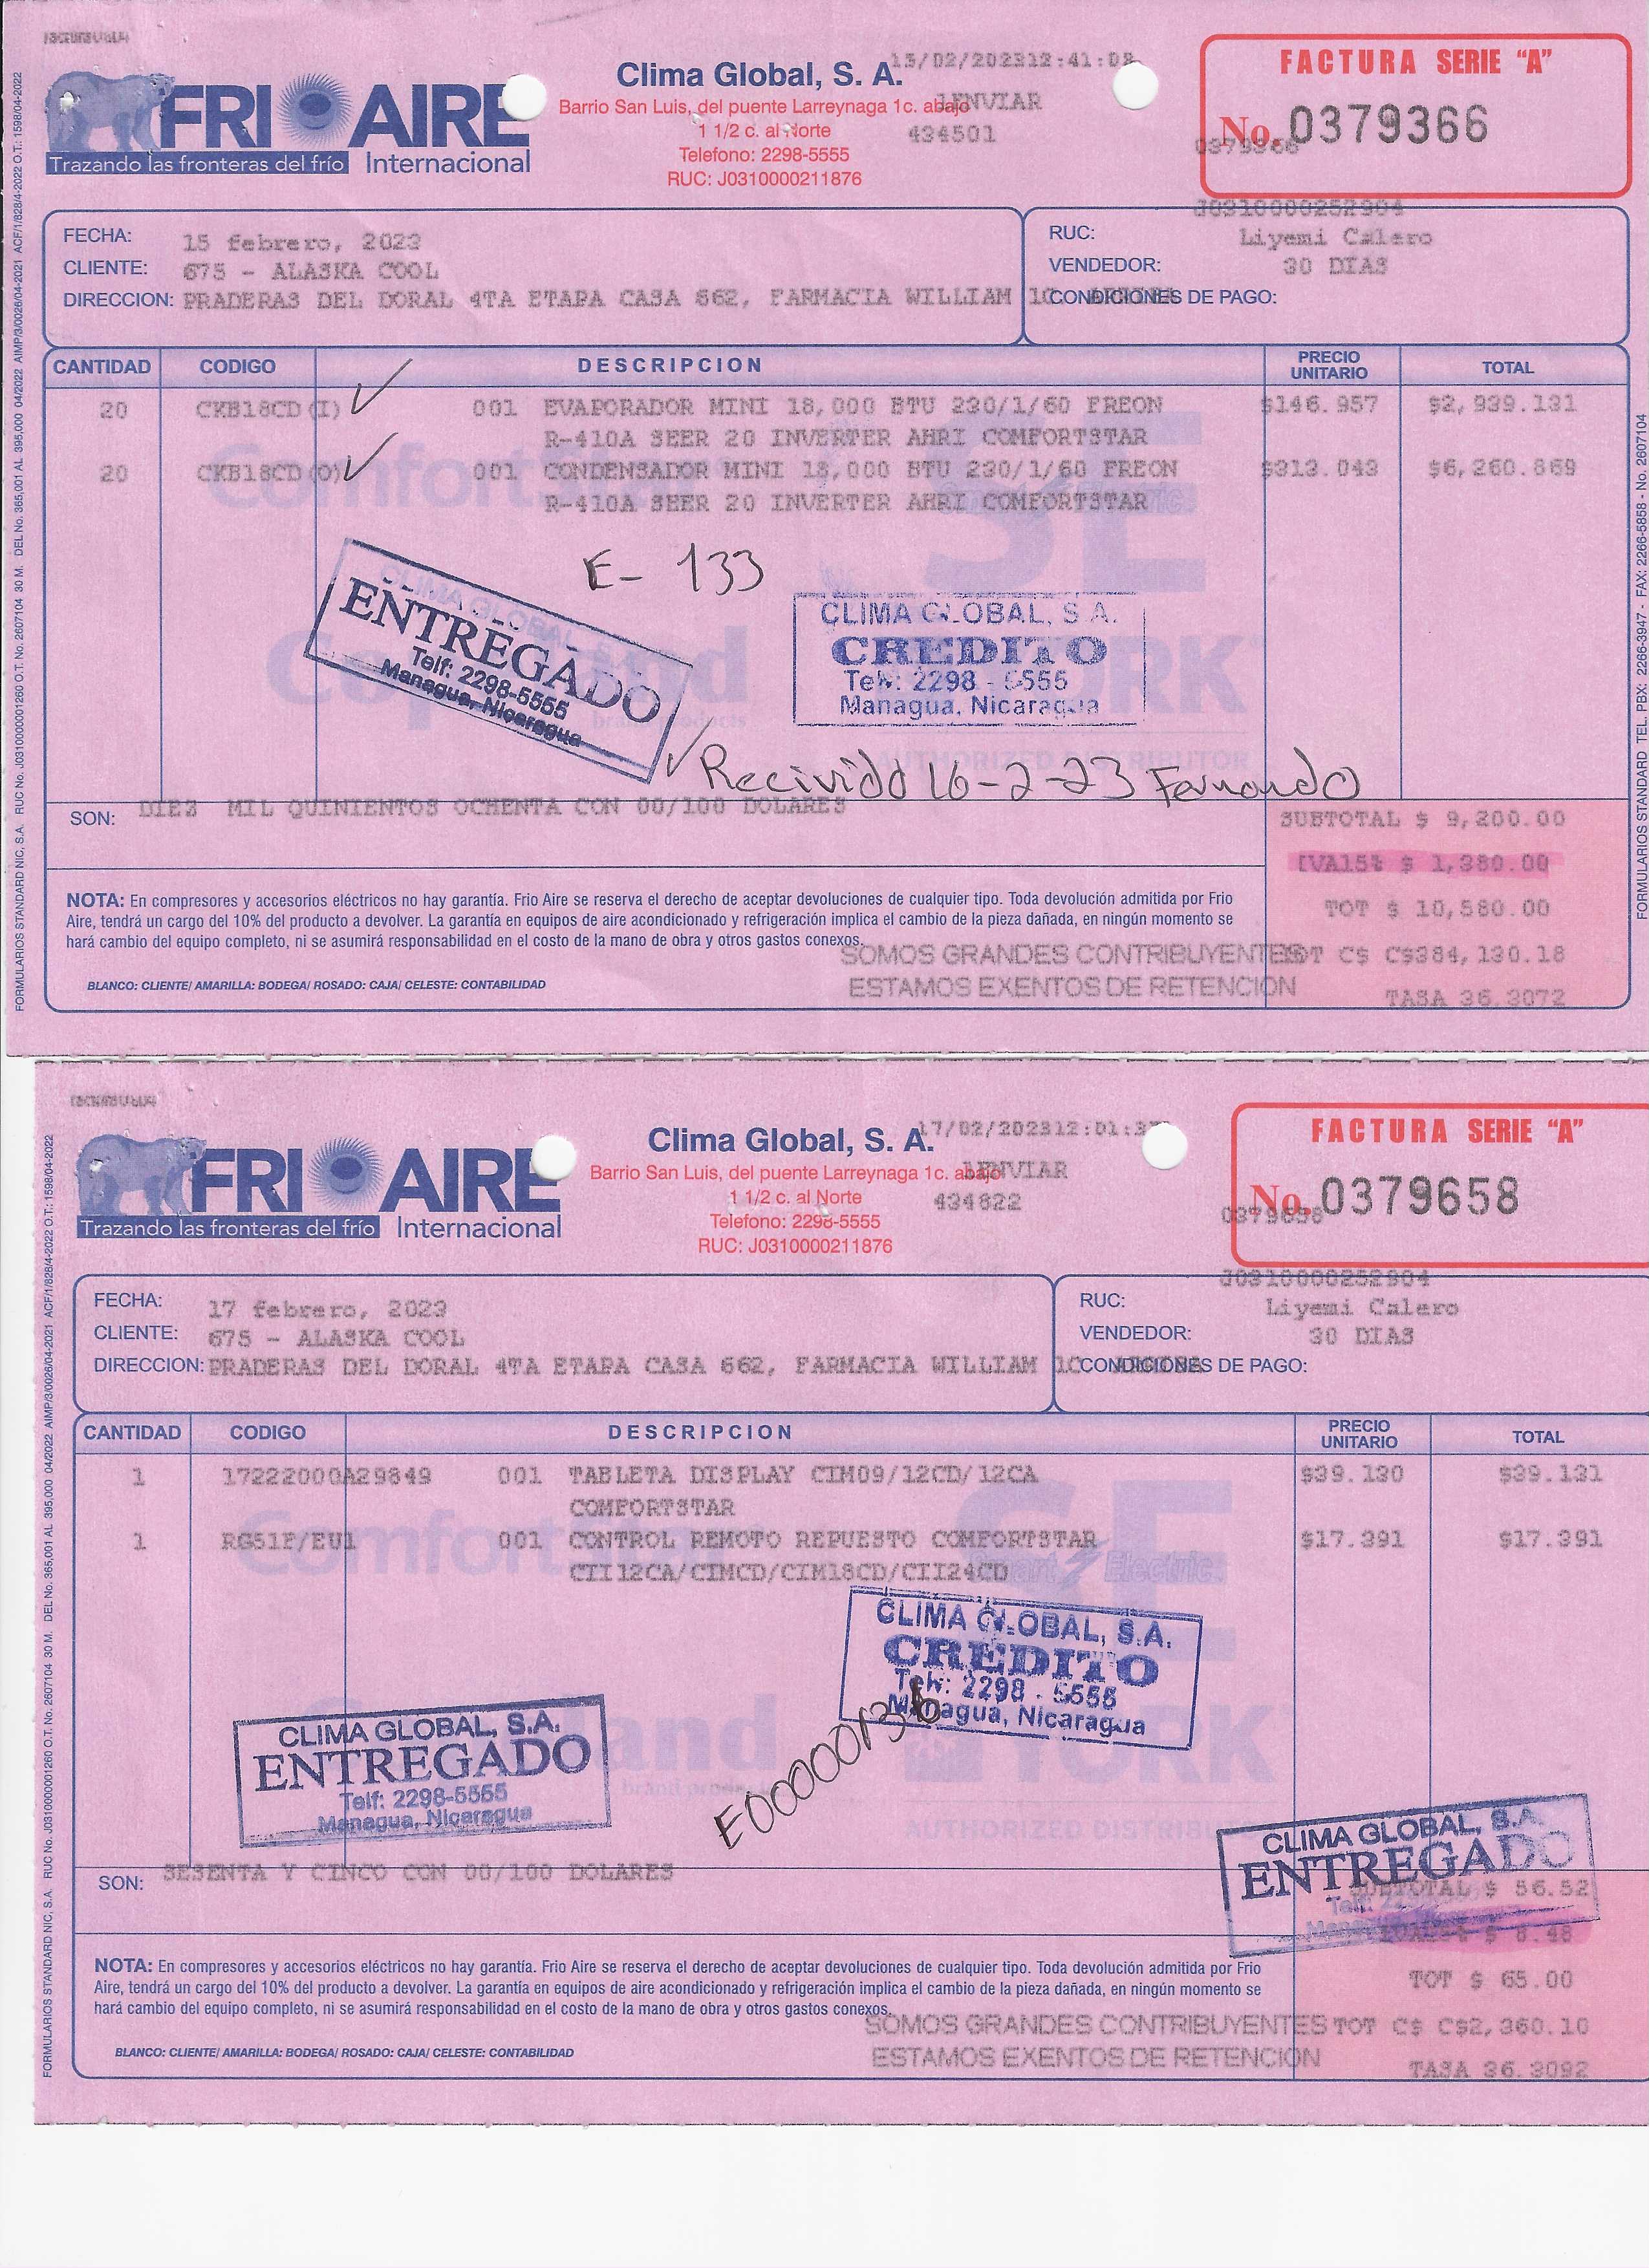 FRIO AIRE
Trazando las fronteras del frío Internacional
Clima Global, S. A.
Barrio San Luis, del puente Larreynaga 1c. abajo
1 1/2 c. al Norte
Telefono: 2298-5555
RUC: J0310000211876
15/02/2023 12:41:08
1ENVIAR
434501
FACTURA SERIE "A"
No. 0379366
0379366
J0310000252904
FECHA: 15 febrero, 2023
CLIENTE: 675 - ALASKA COOL
DIRECCION: PRADERAS DEL DORAL 4TA ETAPA CASA 662, FARMACIA WILLIAM 1C ARRIBA
RUC: Liyemi Calero
VENDEDOR: 30 DIAS
CONDICIONES DE PAGO:
CANTIDAD CODIGO DESCRIPCION PRECIO UNITARIO TOTAL
20 CKB18CD(I) 001 EVAPORADOR MINI 18,000 BTU 230/1/60 FREON $146.957 $2,939.131
R-410A SEER 20 INVERTER AHRI COMFORTSTAR
20 CKB18CD(O) 001 CONDENSADOR MINI 18,000 BTU 230/1/60 FREON $313.043 $6,260.869
R-410A SEER 20 INVERTER AHRI COMFORTSTAR
E- 133
ENTREGADO
Telf: 2298-5555
Managua, Nicaragua
CLIMA GLOBAL, S.A.
CREDITO
Telf: 2298 - 5555
Managua, Nicaragua
Recivido 16-2-23 Fernando
SON: DIEZ MIL QUINIENTOS OCHENTA CON 00/100 DOLARES
SUBTOTAL $ 9,200.00
IVA15% $ 1,380.00
TOT $ 10,580.00
TOT C$ C$384,130.18
TASA 36.3072
NOTA: En compresores y accesorios eléctricos no hay garantía. Frio Aire se reserva el derecho de aceptar devoluciones de cualquier tipo. Toda devolución admitida por Frio
Aire, tendrá un cargo del 10% del producto a devolver. La garantía en equipos de aire acondicionado y refrigeración implica el cambio de la pieza dañada, en ningún momento se
hará cambio del equipo completo, ni se asumirá responsabilidad en el costo de la mano de obra y otros gastos conexos.
SOMOS GRANDES CONTRIBUYENTES
ESTAMOS EXENTOS DE RETENCION
BLANCO: CLIENTE/ AMARILLA: BODEGA/ ROSADO: CAJA/ CELESTE: CONTABILIDAD
FORMULARIOS STANDARD NIC, S.A. RUC No. J0310000001260 O.T. No. 2607104 30 M. DEL No. 365,001 AL 395,000 04/2022 AIMP/3/0026/04-2021 ACF/1/828/4-2022 O.T.: 1598/04-2022
FORMULARIOS STANDARD TEL. PBX: 2266-3947 - FAX: 2266-5858 - No. 2607104
FRIO AIRE
Trazando las fronteras del frío Internacional
Clima Global, S. A.
Barrio San Luis, del puente Larreynaga 1c. abajo
1 1/2 c. al Norte
Telefono: 2298-5555
RUC: J0310000211876
17/02/2023 12:01:3
1ENVIAR
434822
FACTURA SERIE "A"
No. 0379658
0379658
J0310000252904
FECHA: 17 febrero, 2023
CLIENTE: 675 - ALASKA COOL
DIRECCION: PRADERAS DEL DORAL 4TA ETAPA CASA 662, FARMACIA WILLIAM 1C ARRIBA
RUC: Liyemi Calero
VENDEDOR: 30 DIAS
CONDICIONES DE PAGO:
CANTIDAD CODIGO DESCRIPCION PRECIO UNITARIO TOTAL
1 17222000A29849 001 TABLETA DISPLAY CIM09/12CD/12CA $39.130 $39.131
COMFORTSTAR
1 RG51F/EU1 001 CONTROL REMOTO REPUESTO COMFORTSTAR $17.391 $17.391
CII12CA/CIMCD/CIM18CD/CII24CD
CLIMA GLOBAL, S.A.
CREDITO
Telf: 2298 - 5555
Managua, Nicaragua
CLIMA GLOBAL, S.A.
ENTREGADO
Telf: 2298-5555
Managua, Nicaragua
CLIMA GLOBAL, S.A.
ENTREGADO
SON: SESENTA Y CINCO CON 00/100 DOLARES
SUBTOTAL $ 56.52
IVA15% $ 8.48
TOT $ 65.00
TOT C$ C$2,360.10
TASA 36.3092
NOTA: En compresores y accesorios eléctricos no hay garantía. Frio Aire se reserva el derecho de aceptar devoluciones de cualquier tipo. Toda devolución admitida por Frio
Aire, tendrá un cargo del 10% del producto a devolver. La garantía en equipos de aire acondicionado y refrigeración implica el cambio de la pieza dañada, en ningún momento se
hará cambio del equipo completo, ni se asumirá responsabilidad en el costo de la mano de obra y otros gastos conexos.
SOMOS GRANDES CONTRIBUYENTES
ESTAMOS EXENTOS DE RETENCION
BLANCO: CLIENTE/ AMARILLA: BODEGA/ ROSADO: CAJA/ CELESTE: CONTABILIDAD
FORMULARIOS STANDARD NIC, S.A. RUC No. J0310000001260 O.T. No. 2607104 30 M. DEL No. 365,001 AL 395,000 04/2022 AIMP/3/0026/04-2021 ACF/1/828/4-2022 O.T.: 1598/04-2022